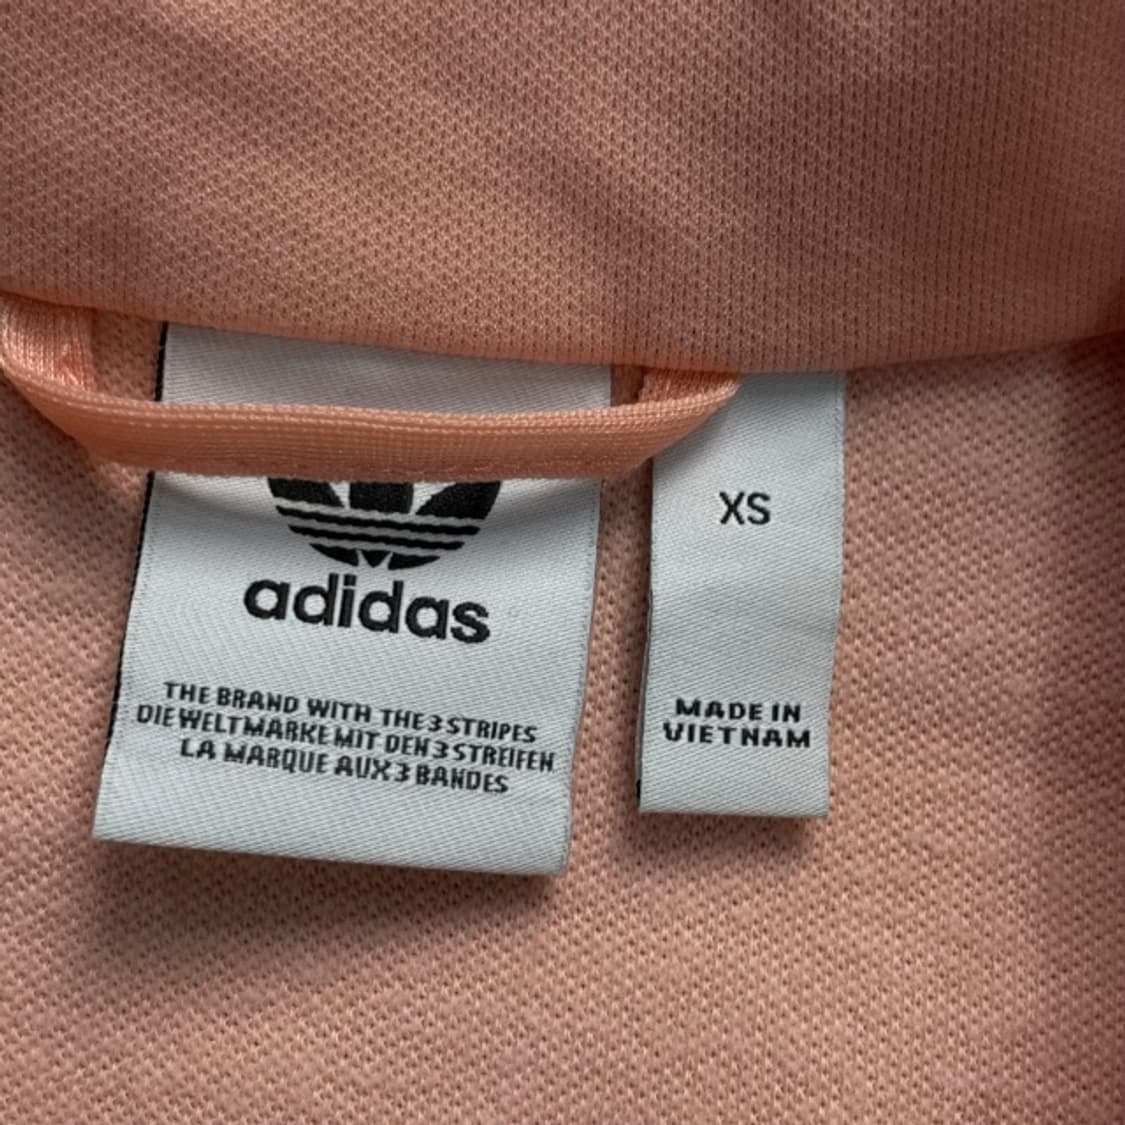 adidas
THE BRAND WITH THE 3 STRIPES
DIE WELTMARKE MIT DEN 3 STREIFEN
LA MARQUE AUX 3 BANDES
XS
MADE IN
VIETNAM